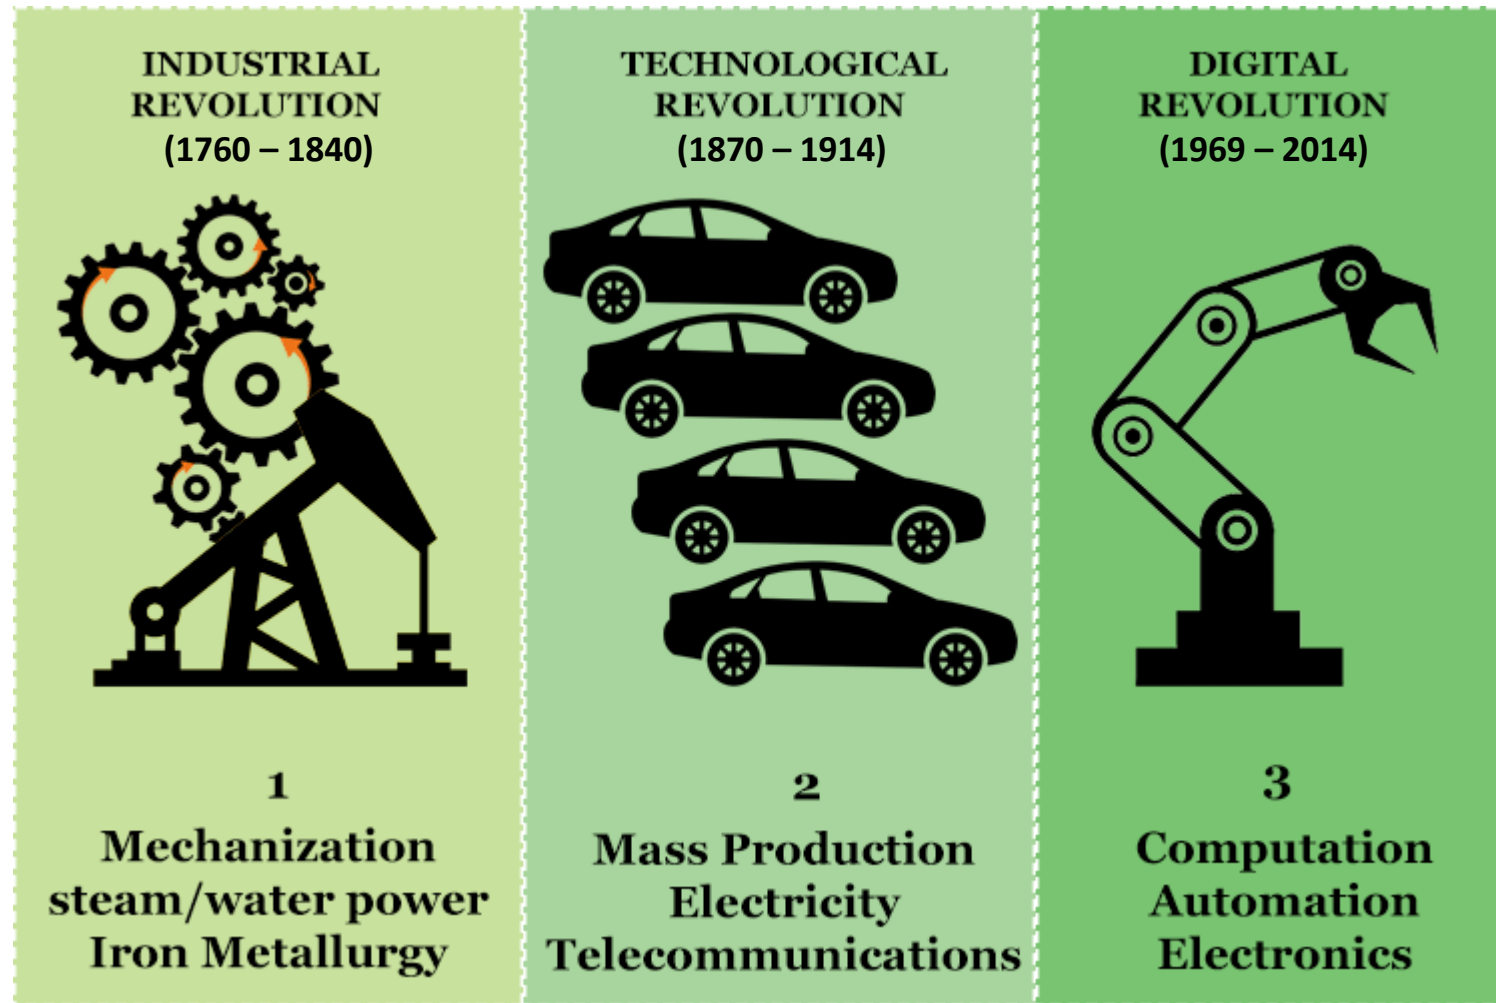 INDUSTRIAL
REVOLUTION
(1760 – 1840)
1
Mechanization
steam/water power
Iron Metallurgy
TECHNOLOGICAL
REVOLUTION
(1870 – 1914)
2
Mass Production
Electricity
Telecommunications
DIGITAL
REVOLUTION
(1969 – 2014)
3
Computation
Automation
Electronics